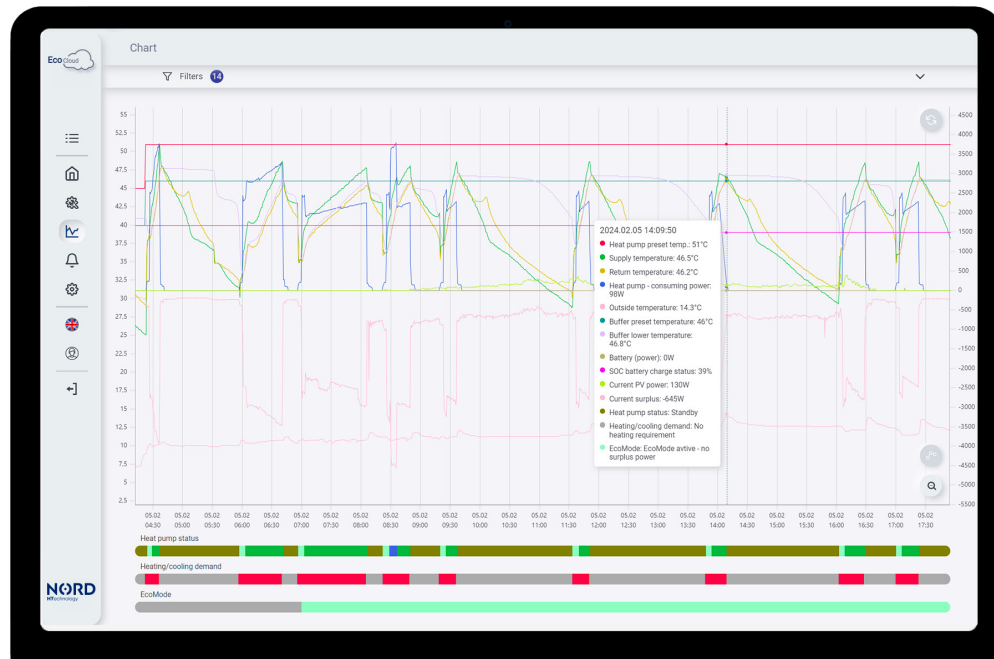 Chart
Eco Cloud
Filters 14
55
52.5
50
47.5
45
42.5
40
37.5
35
32.5
30
27.5
25
22.5
20
17.5
15
12.5
10
7.5
5
2.5
4500
4000
3500
3000
2500
2000
1500
1000
500
0
-500
-1000
-1500
-2000
-2500
-3000
-3500
-4000
-4500
-5000
-5500
2024.02.05 14:09:50
Heat pump preset temp.: 51°C
Supply temperature: 46.5°C
Return temperature: 46.2°C
Heat pump - consuming power:
98W
Outside temperature: 14.3°C
Buffer preset temperature: 46°C
Buffer lower temperature:
46.8°C
Battery (power): 0W
SOC battery charge status: 39%
Current PV power: 130W
Current surplus: -645W
Heat pump status: Standby
Heating/cooling demand: No
heating requirement
EcoMode: EcoMode avtive - no
surplus power
05.02 05.02 05.02 05.02 05.02 05.02 05.02 05.02 05.02 05.02 05.02 05.02 05.02 05.02 05.02 05.02 05.02 05.02 05.02 05.02 05.02 05.02 05.02 05.02 05.02 05.02 05.02
04:30 05:00 05:30 06:00 06:30 07:00 07:30 08:00 08:30 09:00 09:30 10:00 10:30 11:00 11:30 12:00 12:30 13:00 13:30 14:00 14:30 15:00 15:30 16:00 16:30 17:00 17:30
Heat pump status
Heating/cooling demand
EcoMode
NORD
HTechnology